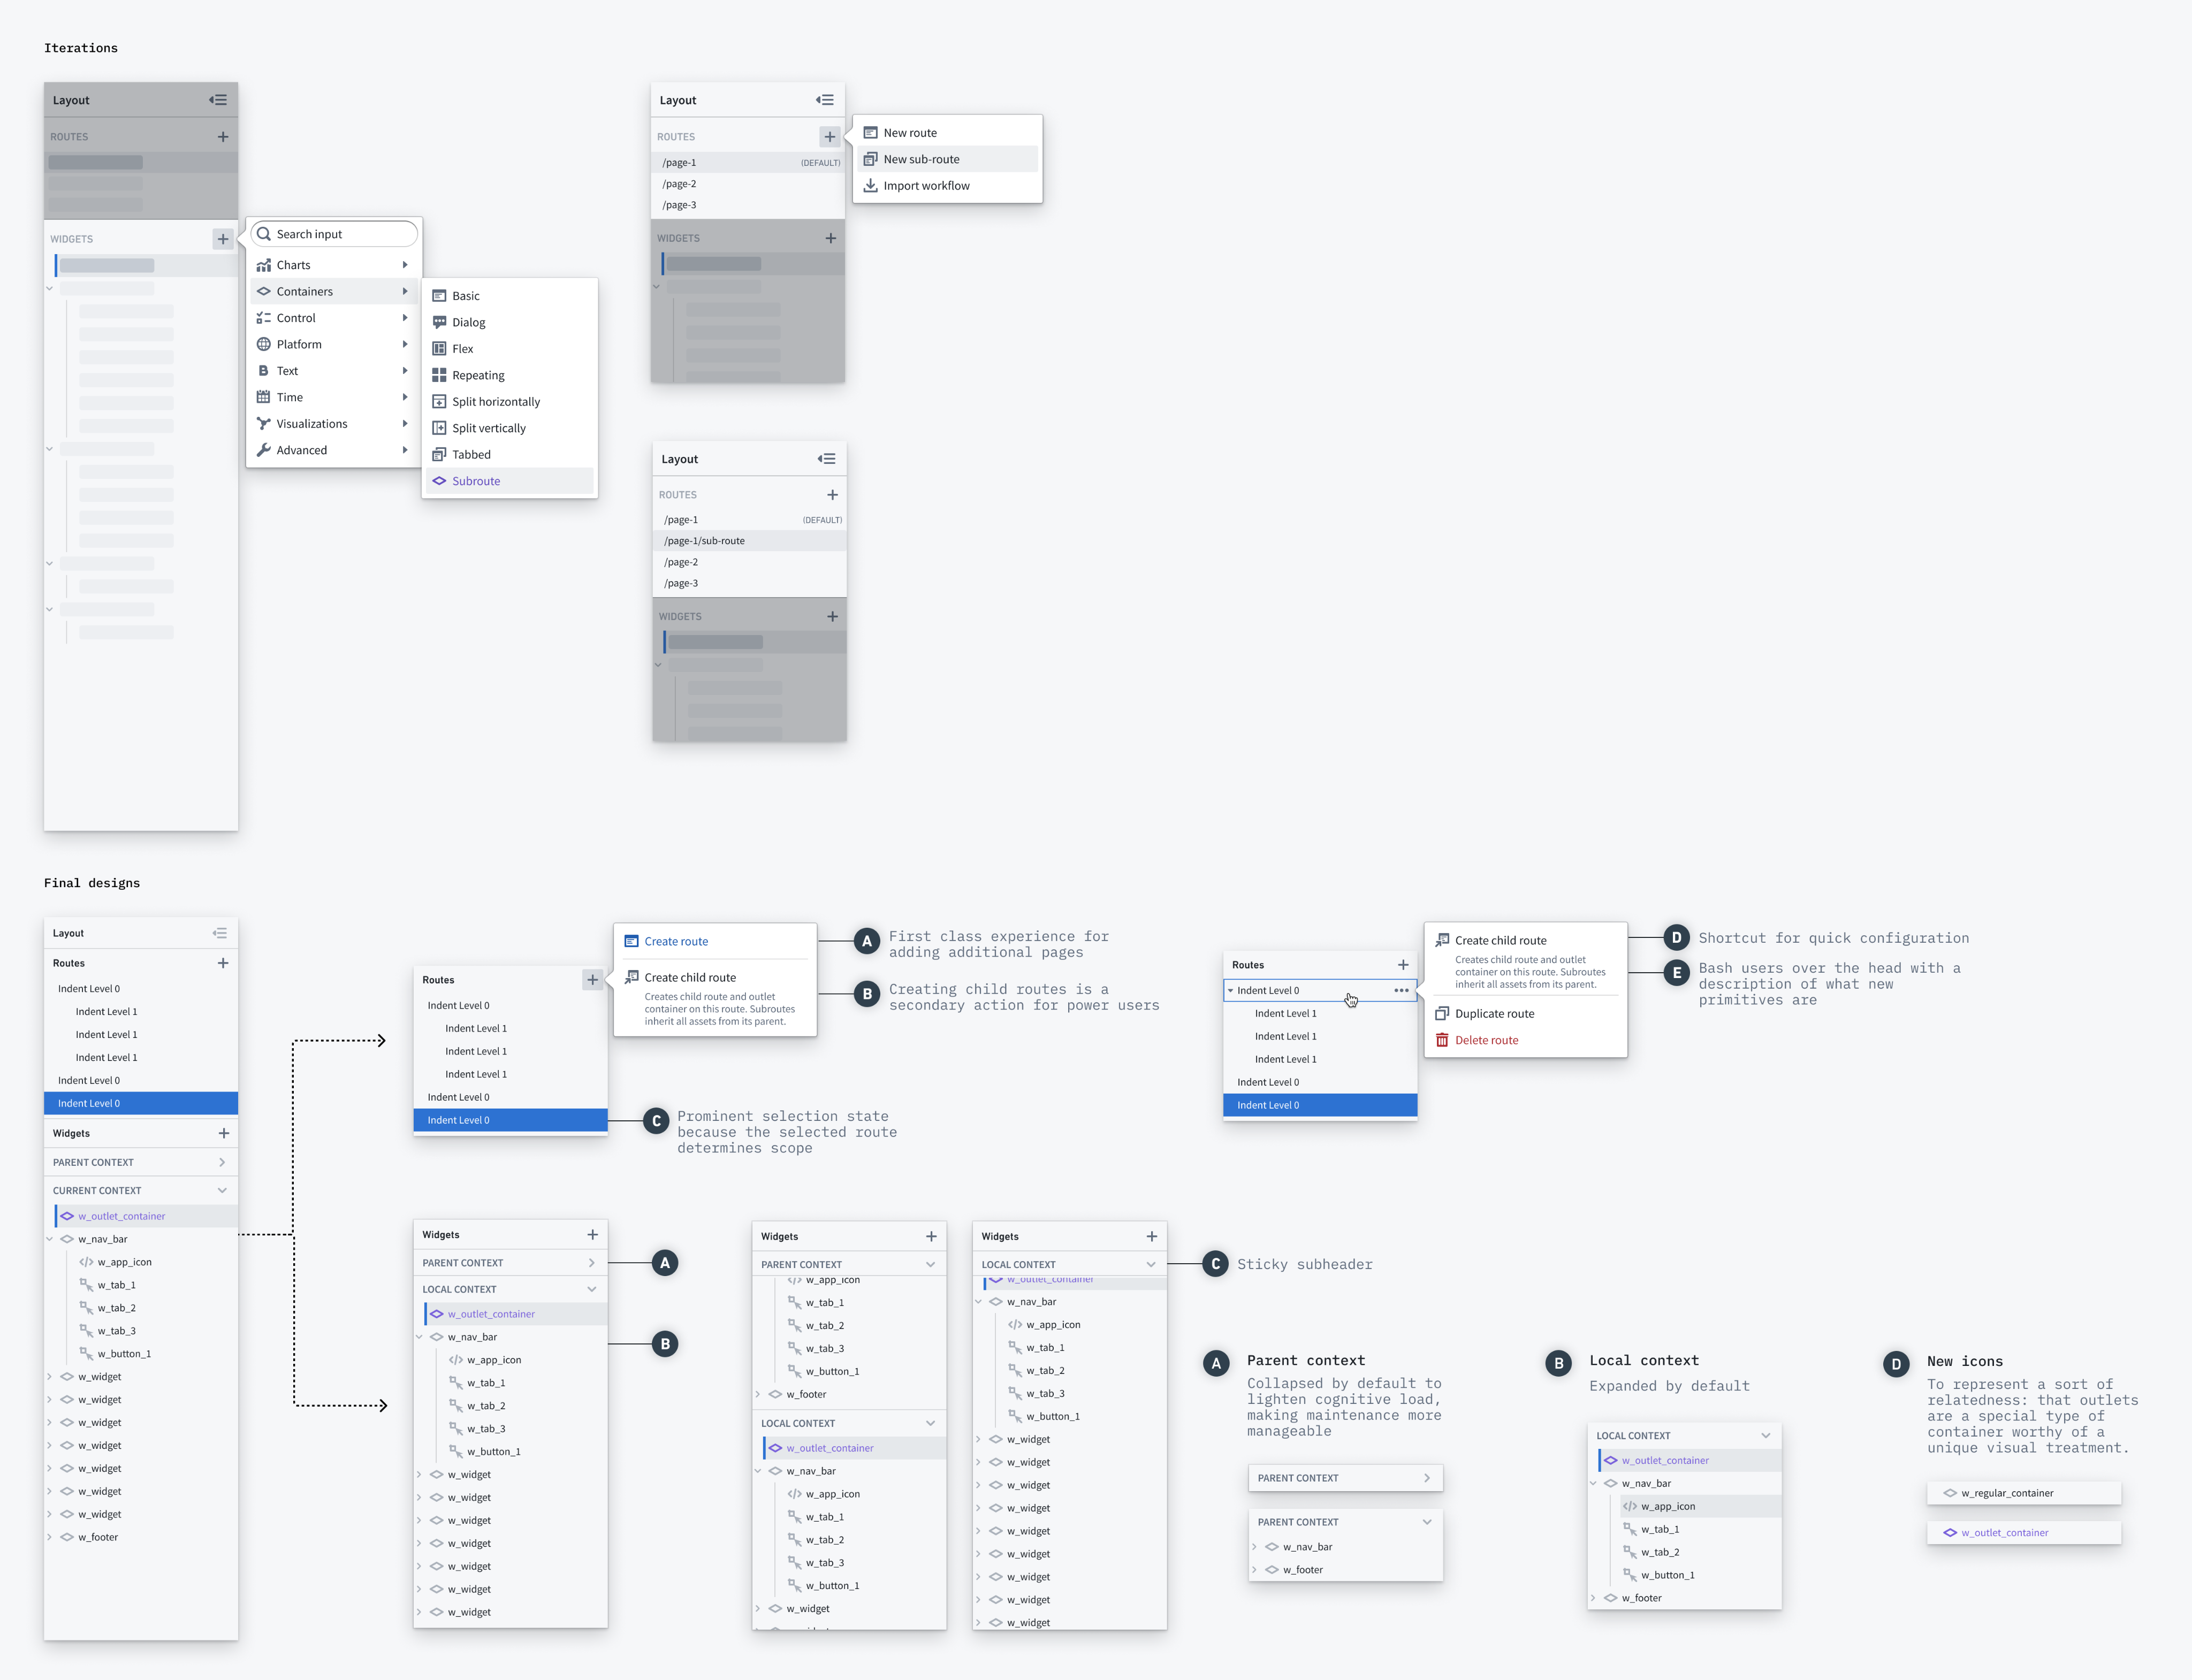 Iterations
Layout
ROUTES
WIDGETS
Search input
Charts
Containers
Control
Platform
Text
Time
Visualizations
Advanced
Basic
Dialog
Flex
Repeating
Split horizontally
Split vertically
Tabbed
Subroute
Layout
ROUTES
/page-1 (DEFAULT)
/page-2
/page-3
WIDGETS
New route
New sub-route
Import workflow
Layout
ROUTES
/page-1 (DEFAULT)
/page-1/sub-route
/page-2
/page-3
WIDGETS
Final designs
Layout
Routes
Indent Level 0
Indent Level 1
Indent Level 1
Indent Level 1
Indent Level 0
Indent Level 0
Widgets
PARENT CONTEXT
CURRENT CONTEXT
w_outlet_container
w_nav_bar
w_app_icon
w_tab_1
w_tab_2
w_tab_3
w_button_1
w_widget
w_widget
w_widget
w_widget
w_widget
w_widget
w_widget
w_footer
Routes
Indent Level 0
Indent Level 1
Indent Level 1
Indent Level 1
Indent Level 0
Indent Level 0
Create route
Create child route
Creates child route and outlet
container on this route. Subroutes
inherit all assets from its parent.
A First class experience for
adding additional pages
B Creating child routes is a
secondary action for power users
C Prominent selection state
because the selected route
determines scope
Routes
Indent Level 0
Indent Level 1
Indent Level 1
Indent Level 1
Indent Level 0
Indent Level 0
Create child route
Creates child route and outlet
container on this route. Subroutes
inherit all assets from its parent.
Duplicate route
Delete route
D Shortcut for quick configuration
E Bash users over the head with a
description of what new
primitives are
Widgets
PARENT CONTEXT
A
LOCAL CONTEXT
w_outlet_container
w_nav_bar
B
w_app_icon
w_tab_1
w_tab_2
w_tab_3
w_button_1
w_widget
w_widget
w_widget
w_widget
w_widget
w_widget
w_widget
Widgets
PARENT CONTEXT
w_app_icon
w_tab_1
w_tab_2
w_tab_3
w_button_1
w_footer
LOCAL CONTEXT
w_outlet_container
w_nav_bar
w_app_icon
w_tab_1
w_tab_2
w_tab_3
w_button_1
w_widget
Widgets
LOCAL CONTEXT
w_outlet_container
w_nav_bar
w_app_icon
w_tab_1
w_tab_2
w_tab_3
w_button_1
w_widget
w_widget
w_widget
w_widget
w_widget
w_widget
w_widget
w_widget
w_widget
C Sticky subheader
A Parent context
Collapsed by default to
lighten cognitive load,
making maintenance more
manageable
PARENT CONTEXT
PARENT CONTEXT
w_nav_bar
w_footer
B Local context
Expanded by default
LOCAL CONTEXT
w_outlet_container
w_nav_bar
w_app_icon
w_tab_1
w_tab_2
w_button_1
w_footer
D New icons
To represent a sort of
relatedness: that outlets
are a special type of
container worthy of a
unique visual treatment.
w_regular_container
w_outlet_container